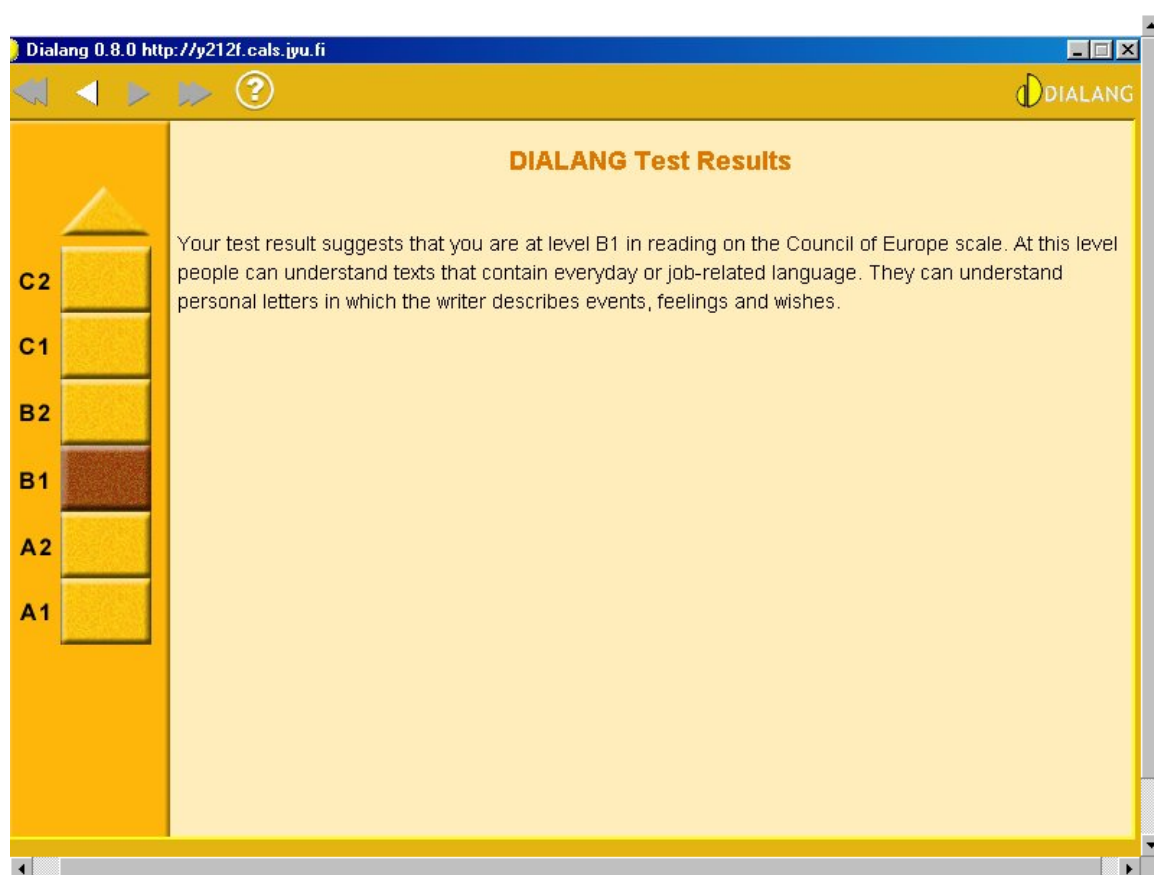 Dialang 0.8.0 http://y212f.cals.jyu.fi
?
DIALANG
DIALANG Test Results
Your test result suggests that you are at level B1 in reading on the Council of Europe scale. At this level
people can understand texts that contain everyday or job-related language. They can understand
personal letters in which the writer describes events, feelings and wishes.
C2
C1
B2
B1
A2
A1